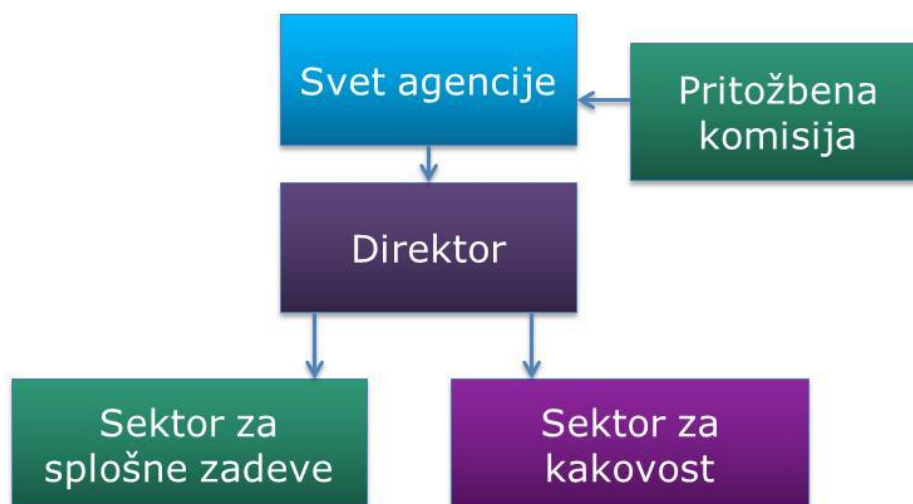 Svet agencije
Pritožbena
komisija
Direktor
Sektor za
splošne zadeve
Sektor za
kakovost